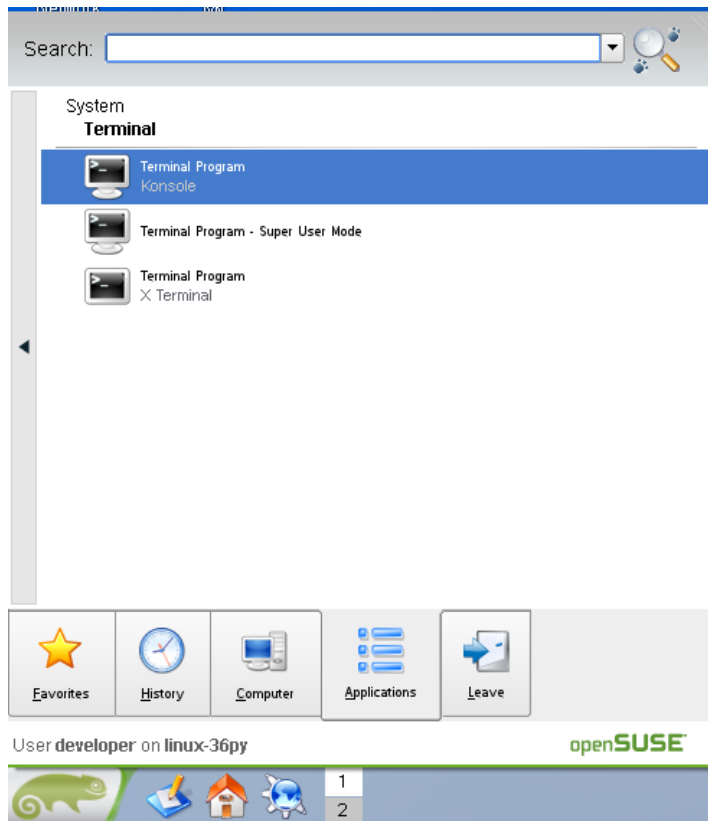 Search:
System
Terminal
Terminal Program
Konsole
Terminal Program - Super User Mode
Terminal Program
X Terminal
Favorites
History
Computer
Applications
Leave
User developer on linux-36py
openSUSE
1
2